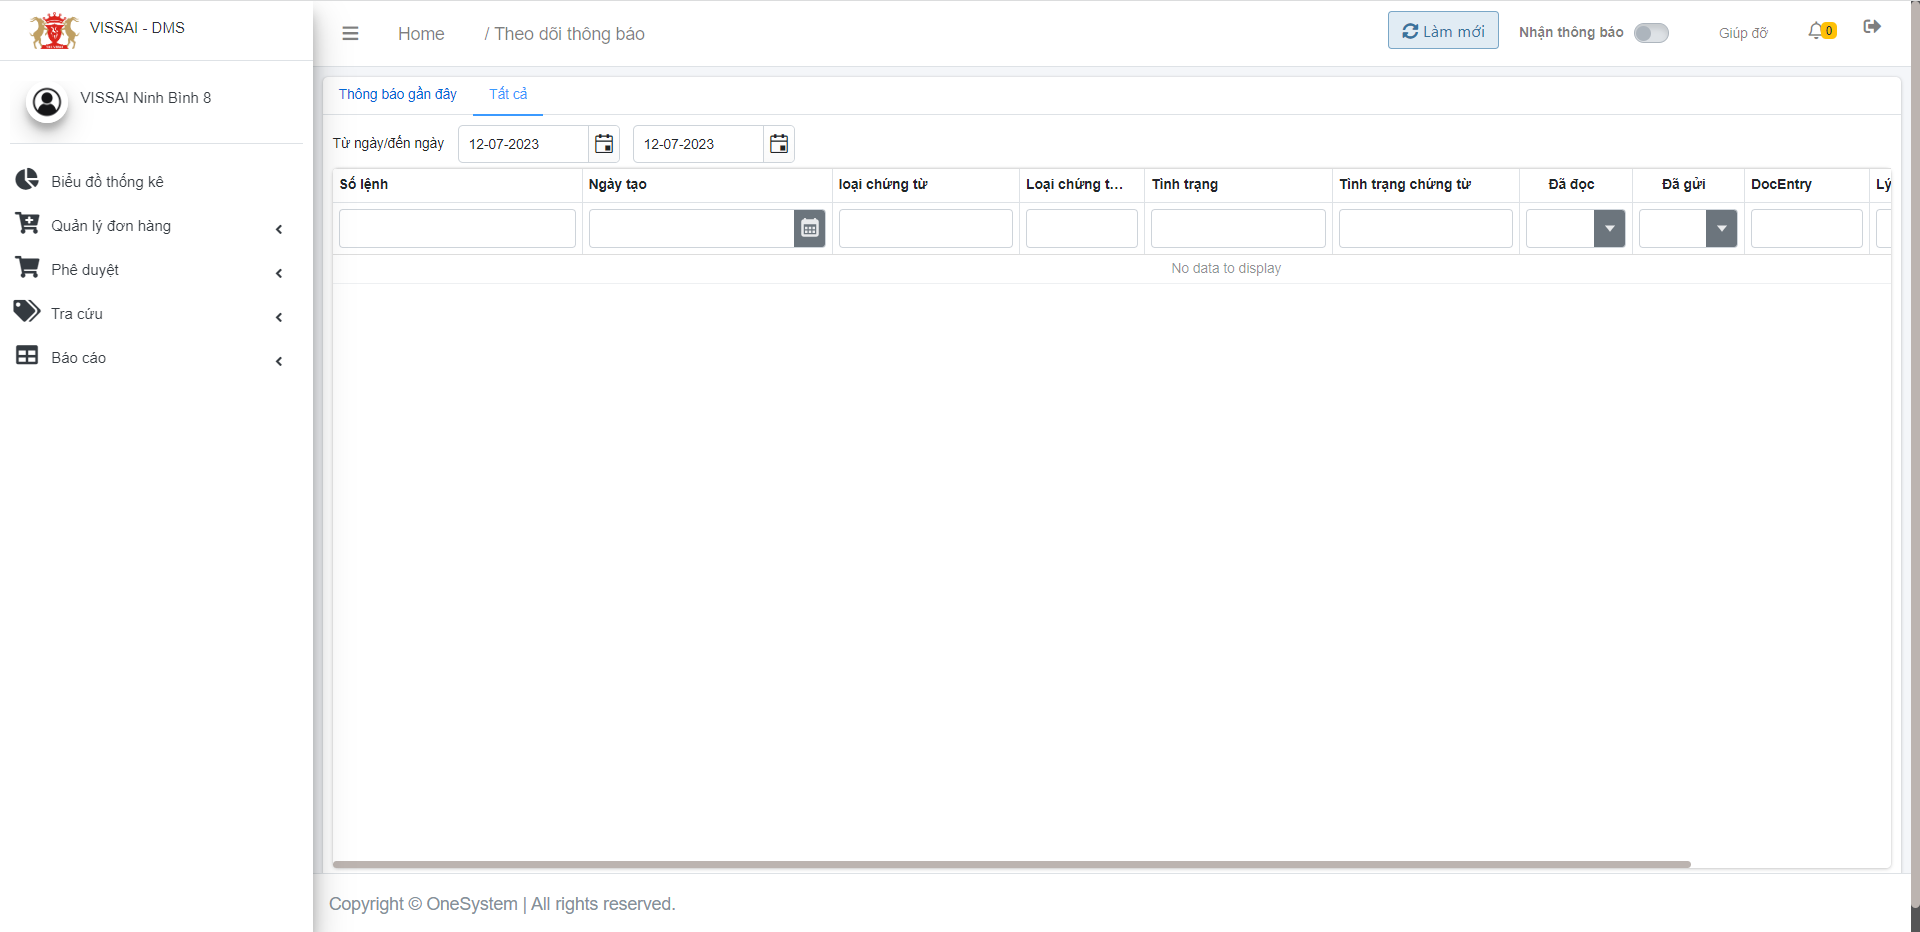 VISSAI - DMS
VISSAI Ninh Bình 8
Biểu đồ thống kê
Quản lý đơn hàng
Phê duyệt
Tra cứu
Báo cáo
Home / Theo dõi thông báo
Làm mới
Nhận thông báo
Giúp đỡ
0
Thông báo gần đây
Tất cả
Từ ngày/đến ngày 12-07-2023 12-07-2023
Số lệnh Ngày tạo loại chứng từ Loại chứng t... Tình trạng Tình trạng chứng từ Đã đọc Đã gửi DocEntry Lý
No data to display
Copyright © OneSystem | All rights reserved.